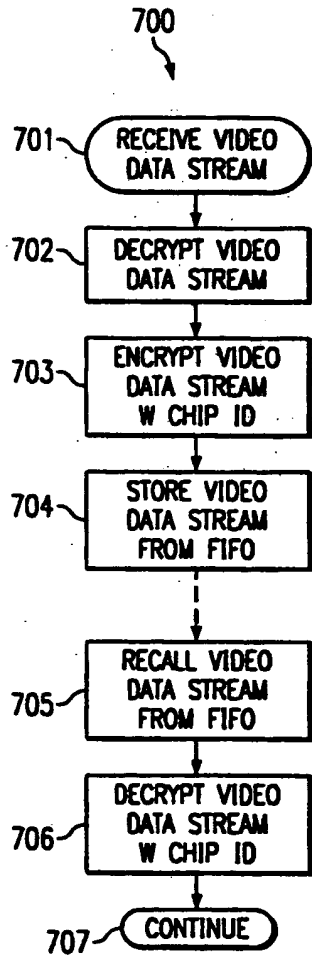 700
701
RECEIVE VIDEO
DATA STREAM
702
DECRYPT VIDEO
DATA STREAM
703
ENCRYPT VIDEO
DATA STREAM
W CHIP ID
704
STORE VIDEO
DATA STREAM
FROM FIFO
705
RECALL VIDEO
DATA STREAM
FROM FIFO
706
DECRYPT VIDEO
DATA STREAM
W CHIP ID
707
CONTINUE